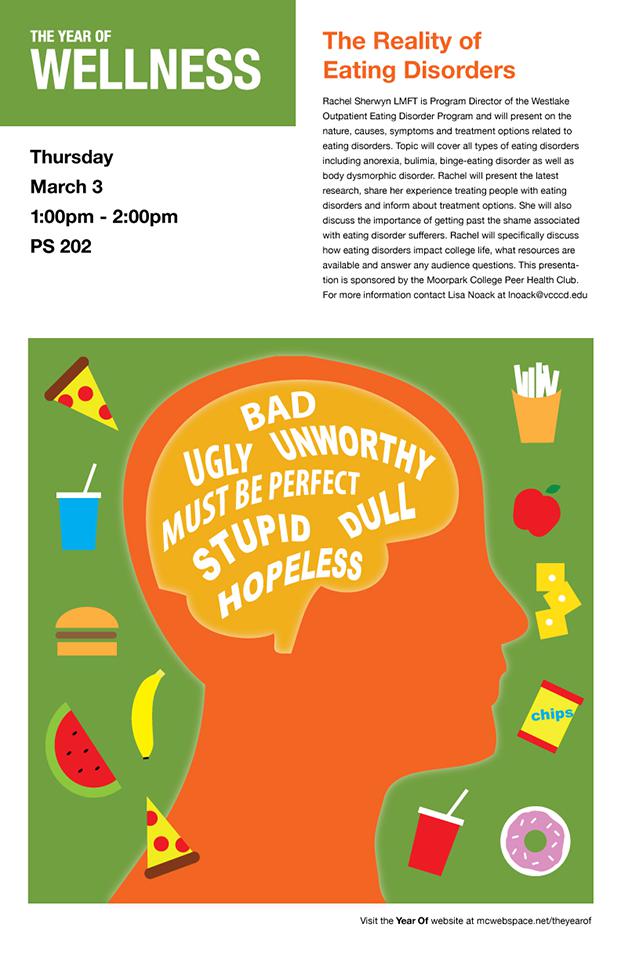 THE YEAR OF
WELLNESS
Thursday
March 3
1:00pm - 2:00pm
PS 202
The Reality of
Eating Disorders
Rachel Sherwyn LMFT is Program Director of the Westlake
Outpatient Eating Disorder Program and will present on the
nature, causes, symptoms and treatment options related to
eating disorders. Topic will cover all types of eating disorders
including anorexia, bulimia, binge-eating disorder as well as
body dysmorphic disorder. Rachel will present the latest
research, share her experience treating people with eating
disorders and inform about treatment options. She will also
discuss the importance of getting past the shame associated
with eating disorder sufferers. Rachel will specifically discuss
how eating disorders impact college life, what resources are
available and answer any audience questions. This presenta-
tion is sponsored by the Moorpark College Peer Health Club.
For more information contact Lisa Noack at lnoack@vcccd.edu
BAD
UGLY UNWORTHY
MUST BE PERFECT
STUPID DULL
HOPELESS
chips
Visit the Year Of website at mcwebspace.net/theyearof